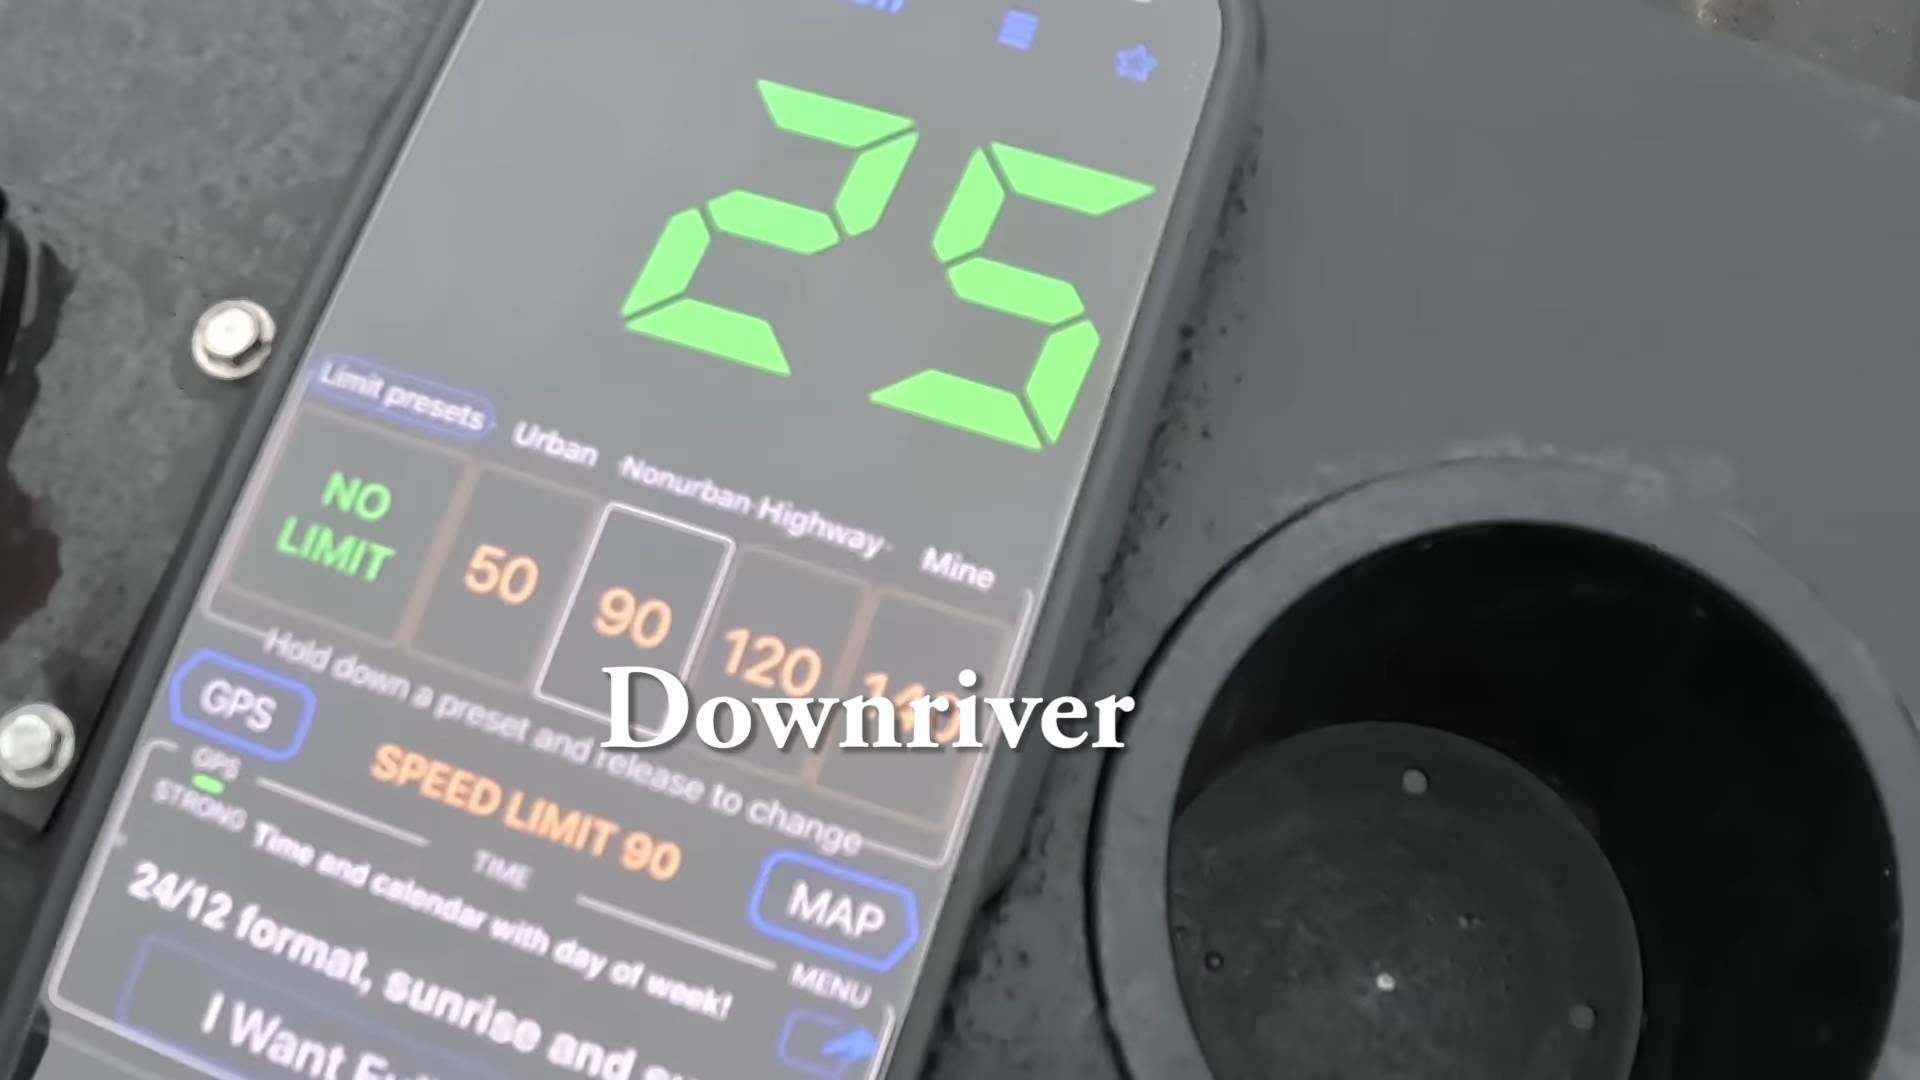 25
Limit presets Urban Nonurban Highway Mine
NO LIMIT 50 90 120 140
Hold down a preset and release to change
GPS
SPEED LIMIT 90
MAP
GPS
STRONG
TIME
MENU
Time and calendar with day of week!
24/12 format, sunrise and
I Want
Downriver